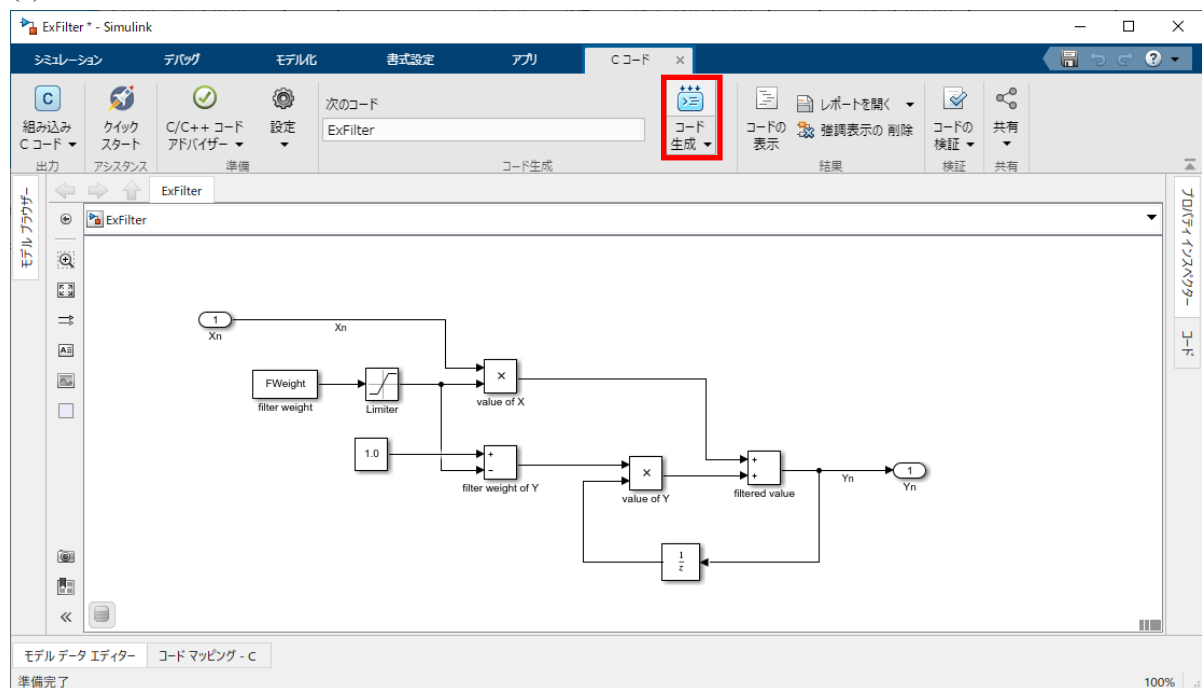 ExFilter * - Simulink
シミュレーション デバッグ モデル化 書式設定 アプリ C コード ×
組み込み C コード
クイック スタート
C/C++ コード アドバイザー
設定
次のコード
ExFilter
コード 生成
コードの 表示
レポートを開く
強調表示の 削除
コードの 検証
共有
出力 アシスタンス 準備 コード生成 結果 検証 共有
モデル ブラウザー
ExFilter
ExFilter
プロパティ インスペクター
コード
1
Xn
Xn
FWeight
filter weight
Limiter
×
value of X
1.0
+
−
filter weight of Y
×
value of Y
+
+
filtered value
Yn
1
Yn
1
z
モデル データ エディター コード マッピング - C
準備完了 100%